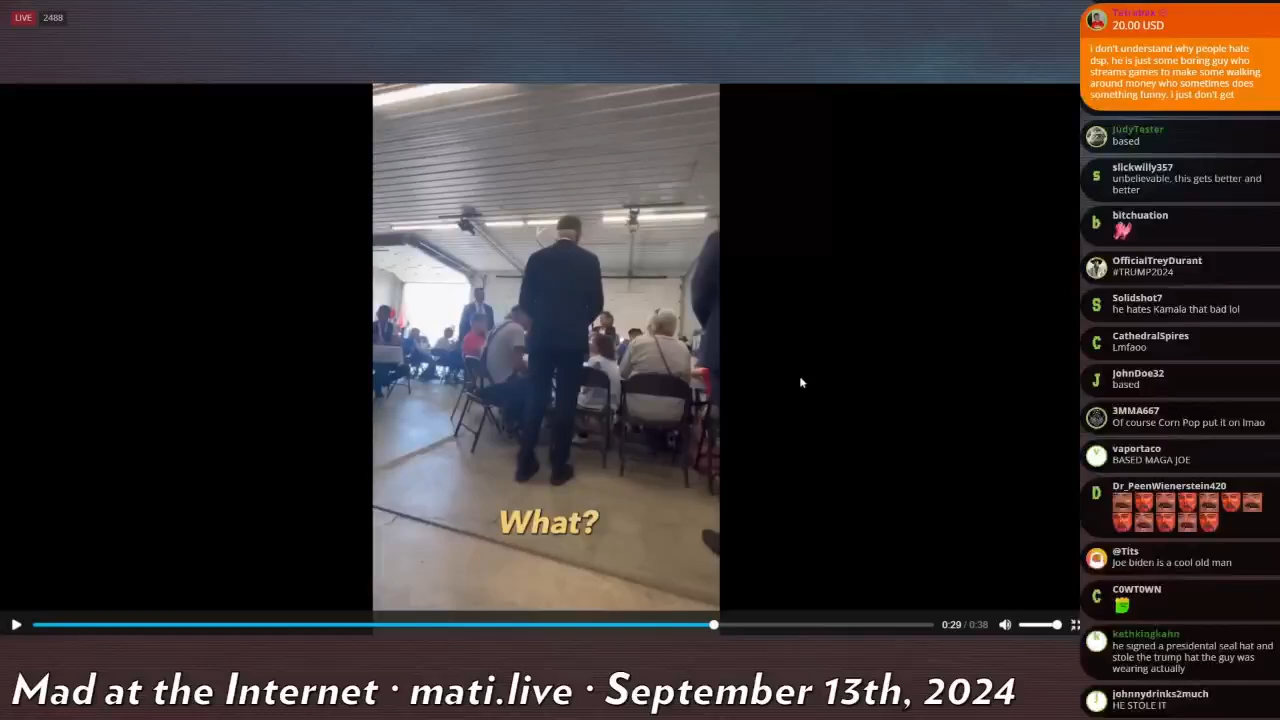 LIVE 2488
20.00 USD
i don't understand why people hate
dsp, he is just some boring guy who
streams games to make some walking
around money who sometimes does
something funny. i just don't get
JudyTester
based
slickwilly357
unbelievable, this gets better and
better
bitchuation
OfficialTreyDurant
#TRUMP2024
Solidshot7
he hates Kamala that bad lol
CathedralSpires
Lmfaoo
JohnDoe32
based
3MMA667
Of course Corn Pop put it on lmao
vaportaco
BASED MAGA JOE
Dr_PeenWienerstein420
@Tits
Joe biden is a cool old man
C0WT0WN
kathkingkahn
he signed a presidential seal hat and
stole the trump hat the guy was
wearing actually
johnnydrinks2much
HE STOLE IT
What?
0:29 / 0:38
Mad at the Internet · mati.live · September 13th, 2024